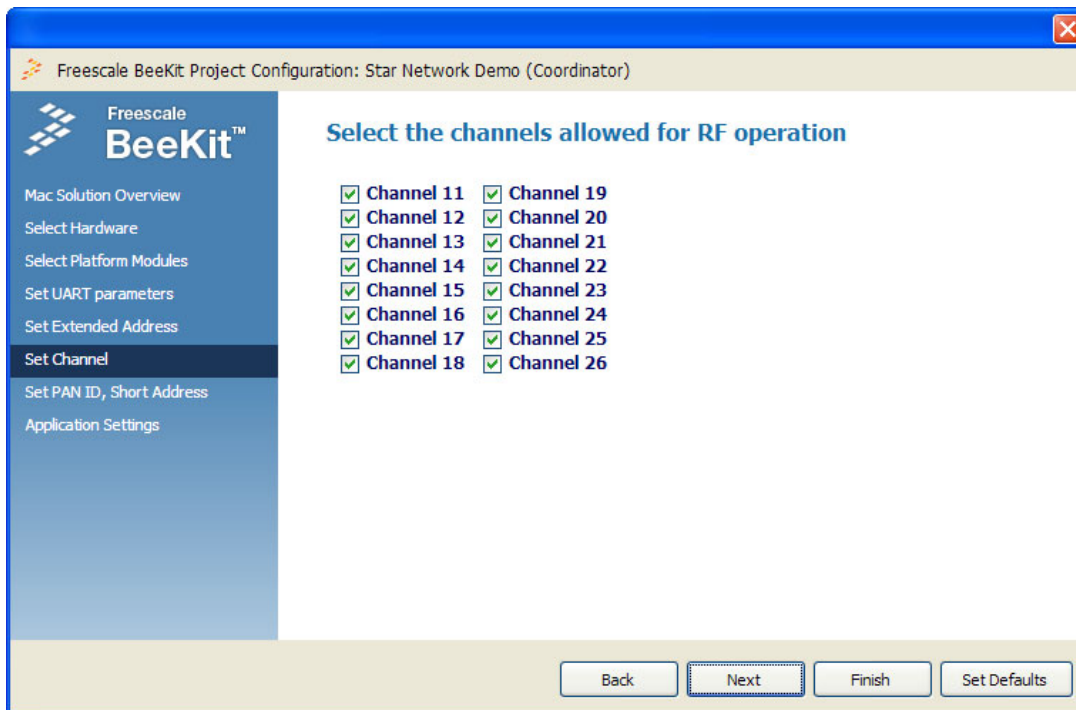 Freescale BeeKit Project Configuration: Star Network Demo (Coordinator)
Freescale
BeeKit™
Mac Solution Overview
Select Hardware
Select Platform Modules
Set UART parameters
Set Extended Address
Set Channel
Set PAN ID, Short Address
Application Settings
Select the channels allowed for RF operation
Channel 11 Channel 19
Channel 12 Channel 20
Channel 13 Channel 21
Channel 14 Channel 22
Channel 15 Channel 23
Channel 16 Channel 24
Channel 17 Channel 25
Channel 18 Channel 26
Back Next Finish Set Defaults